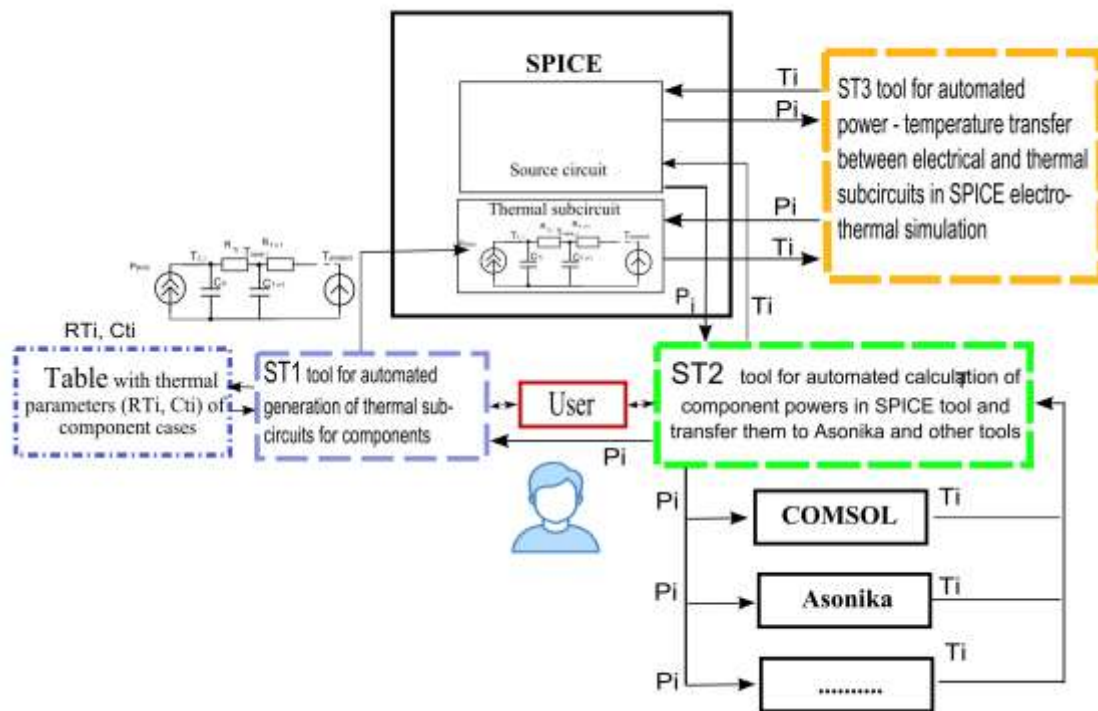 SPICE
Source circuit
Ti
Pi
Pi
Ti
ST3 tool for automated
power - temperature transfer
between electrical and thermal
subcircuits in SPICE electro-
thermal simulation
Thermal subcircuit
Pi
Ti
RTi, Cti
Table with thermal
parameters (RTi, Cti) of
component cases
ST1 tool for automated
generation of thermal sub-
circuits for components
User
Pi
ST2 tool for automated calculation of
component powers in SPICE tool and
transfer them to Asonika and other tools
Pi
COMSOL
Ti
Pi
Asonika
Ti
Pi
..........
Ti